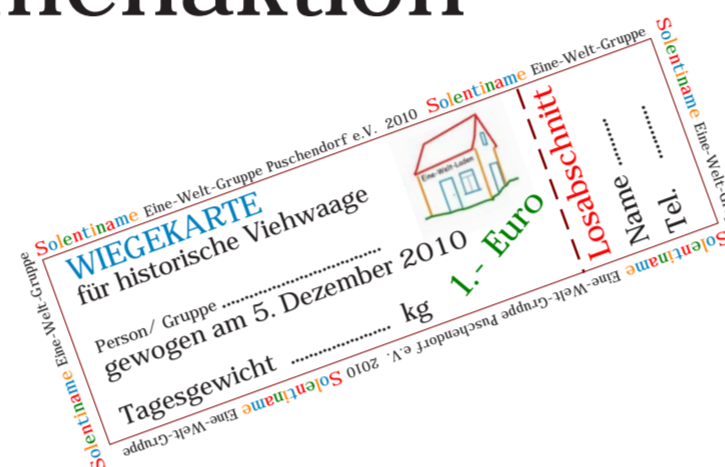 Solentiname Eine-Welt-Gruppe Puschendorf e.V. 2010 Solentiname Eine-Welt-Gruppe
WIEGEKARTE
für historische Viehwaage
Person/ Gruppe ................................
gewogen am 5. Dezember 2010
Tagesgewicht .................... kg
Eine-Welt-Laden
1.- Euro
Losabschnitt
Name ..........
Tel. ..........
Solentiname Eine-Welt-Gruppe Puschendorf e.V. 2010 Solentiname Eine-Welt-Gruppe
Solentiname Eine-Welt-Gruppe
Solentiname